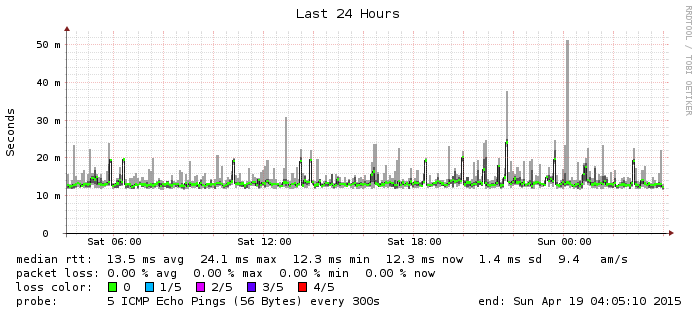 Last 24 Hours
RRDTOOL / TOBI OETIKER
Seconds
50 m
40 m
30 m
20 m
10 m
0
Sat 06:00 Sat 12:00 Sat 18:00 Sun 00:00
median rtt: 13.5 ms avg 24.1 ms max 12.3 ms min 12.3 ms now 1.4 ms sd 9.4 am/s
packet loss: 0.00 % avg 0.00 % max 0.00 % min 0.00 % now
loss color: 0 1/5 2/5 3/5 4/5
probe: 5 ICMP Echo Pings (56 Bytes) every 300s end: Sun Apr 19 04:05:10 2015